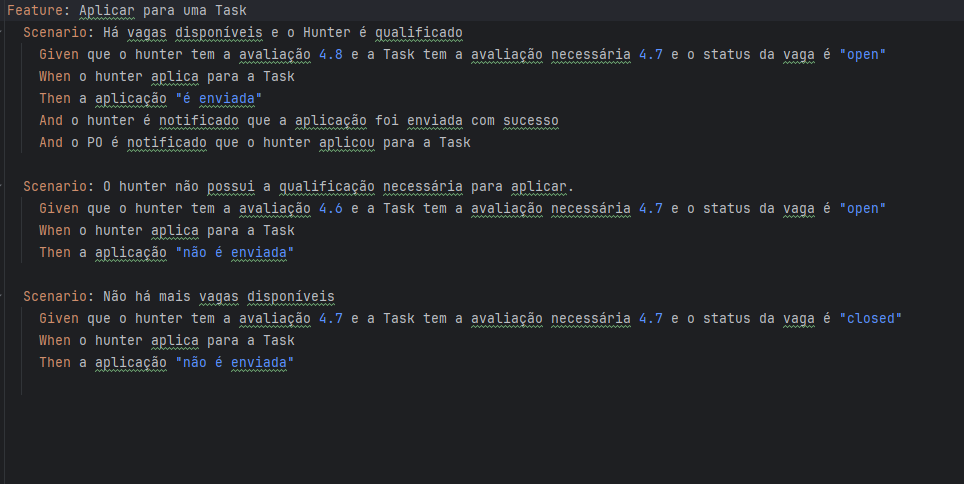 Feature: Aplicar para uma Task
Scenario: Há vagas disponíveis e o Hunter é qualificado
Given que o hunter tem a avaliação 4.8 e a Task tem a avaliação necessária 4.7 e o status da vaga é "open"
When o hunter aplica para a Task
Then a aplicação "é enviada"
And o hunter é notificado que a aplicação foi enviada com sucesso
And o PO é notificado que o hunter aplicou para a Task
Scenario: O hunter não possui a qualificação necessária para aplicar.
Given que o hunter tem a avaliação 4.6 e a Task tem a avaliação necessária 4.7 e o status da vaga é "open"
When o hunter aplica para a Task
Then a aplicação "não é enviada"
Scenario: Não há mais vagas disponíveis
Given que o hunter tem a avaliação 4.7 e a Task tem a avaliação necessária 4.7 e o status da vaga é "closed"
When o hunter aplica para a Task
Then a aplicação "não é enviada"